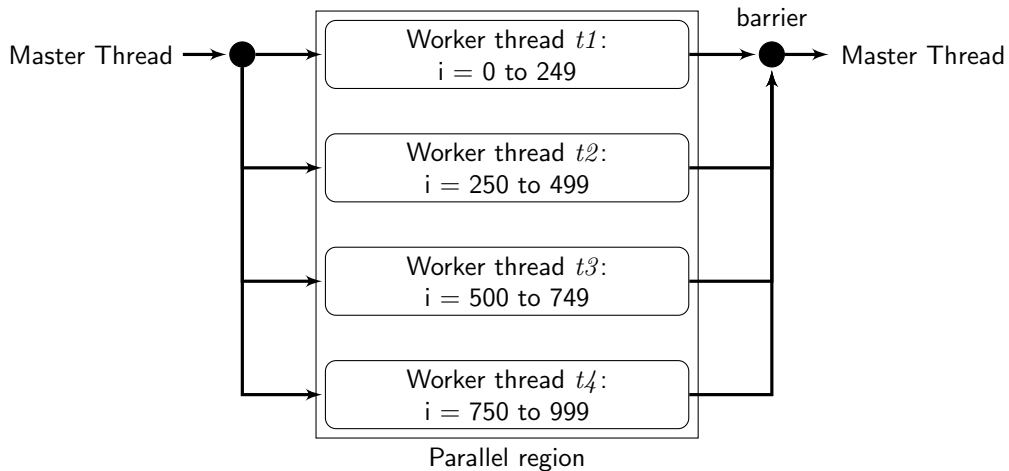 barrier
Master Thread
Worker thread t1:
i = 0 to 249
Master Thread
Worker thread t2:
i = 250 to 499
Worker thread t3:
i = 500 to 749
Worker thread t4:
i = 750 to 999
Parallel region